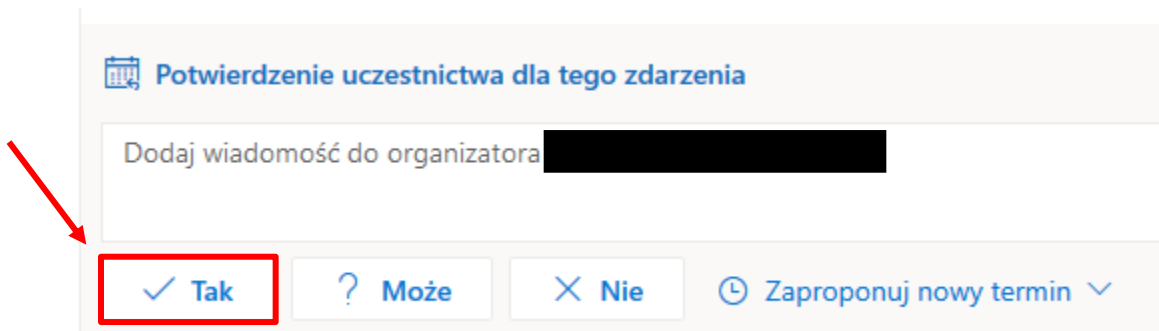 Potwierdzenie uczestnictwa dla tego zdarzenia
Dodaj wiadomość do organizatora
Tak
Może
Nie
Zaproponuj nowy termin